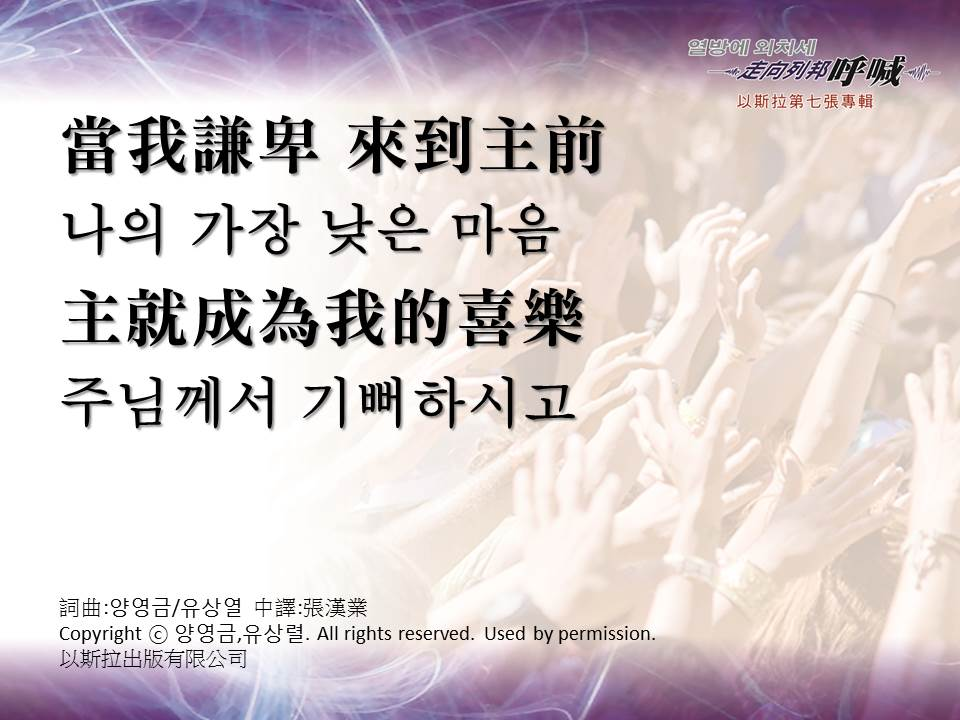 열방에 외치세
走向列邦呼喊
以斯拉第七張專輯
當我謙卑 來到主前
나의 가장 낮은 마음
主就成為我的喜樂
주님께서 기뻐하시고
詞曲:양영금/유상열 中譯:張漢業
Copyright ⓒ 양영금,유상렬. All rights reserved. Used by permission.
以斯拉出版有限公司